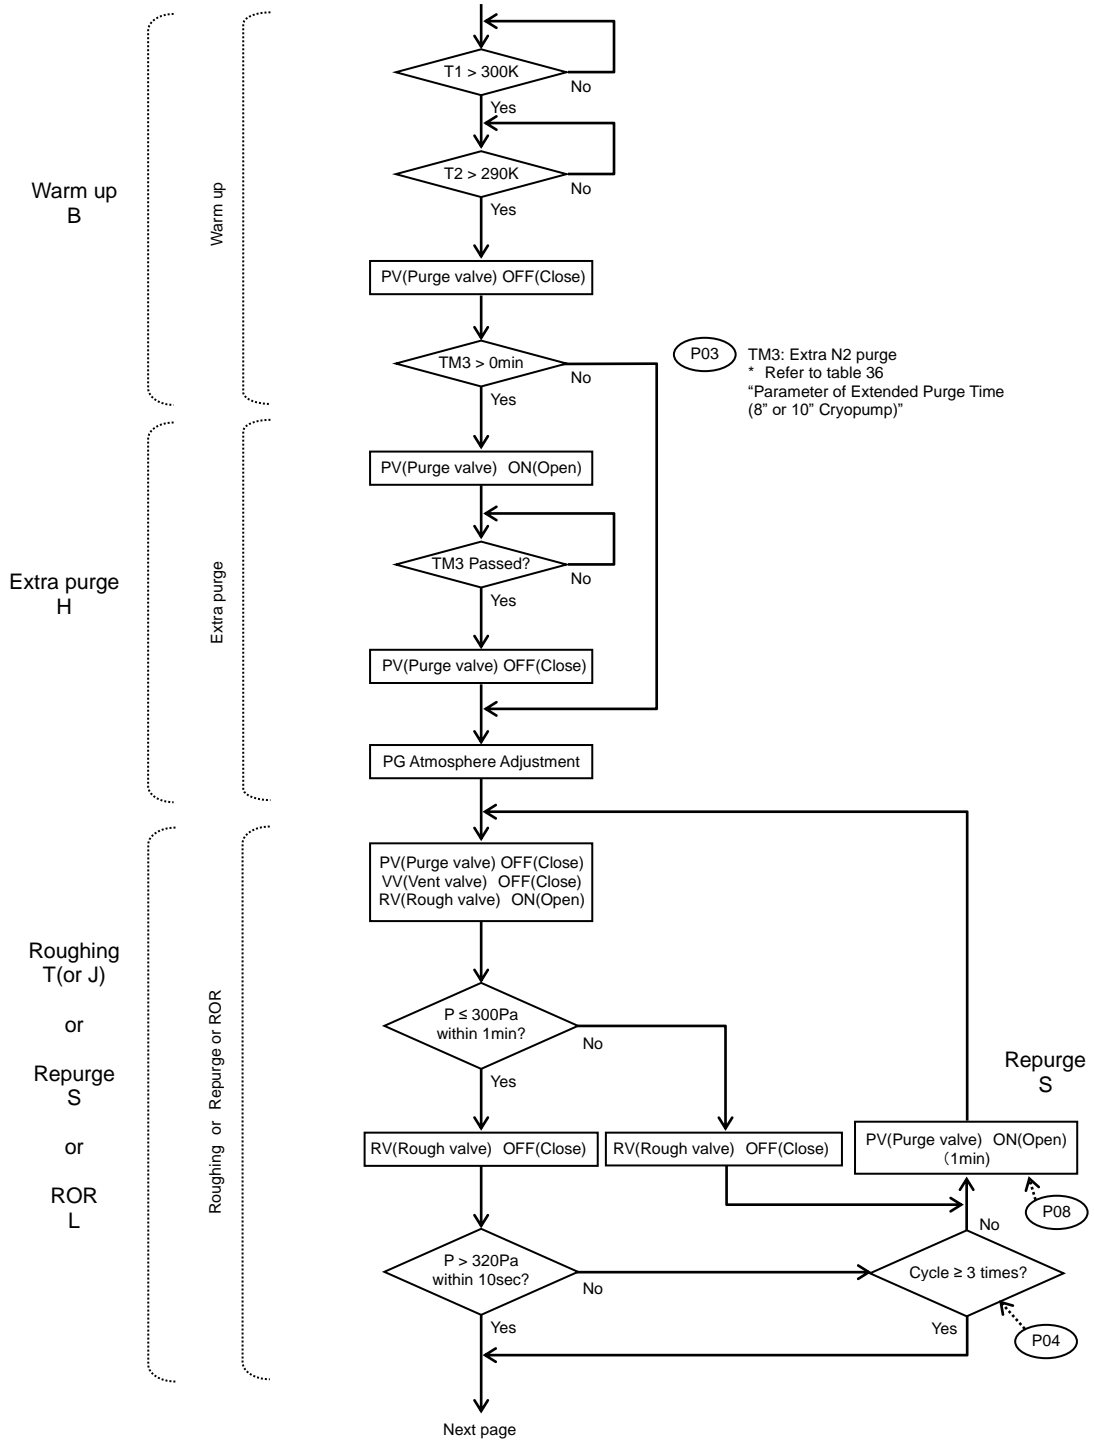 T1 > 300K
No
Yes
T2 > 290K
No
Yes
Warm up
B
Warm up
PV(Purge valve) OFF(Close)
TM3 > 0min
No
Yes
P03
TM3: Extra N2 purge
* Refer to table 36
“Parameter of Extended Purge Time
(8” or 10” Cryopump)”
PV(Purge valve) ON(Open)
TM3 Passed?
No
Yes
Extra purge
H
Extra purge
PV(Purge valve) OFF(Close)
PG Atmosphere Adjustment
PV(Purge valve) OFF(Close)
VV(Vent valve) OFF(Close)
RV(Rough valve) ON(Open)
Roughing
T(or J)
or
Repurge
S
or
ROR
L
Roughing or Repurge or ROR
P ≤ 300Pa
within 1min?
No
Yes
Repurge
S
RV(Rough valve) OFF(Close)
RV(Rough valve) OFF(Close)
PV(Purge valve) ON(Open)
(1min)
P08
No
P > 320Pa
within 10sec?
No
Yes
Cycle ≥ 3 times?
Yes
P04
Next page